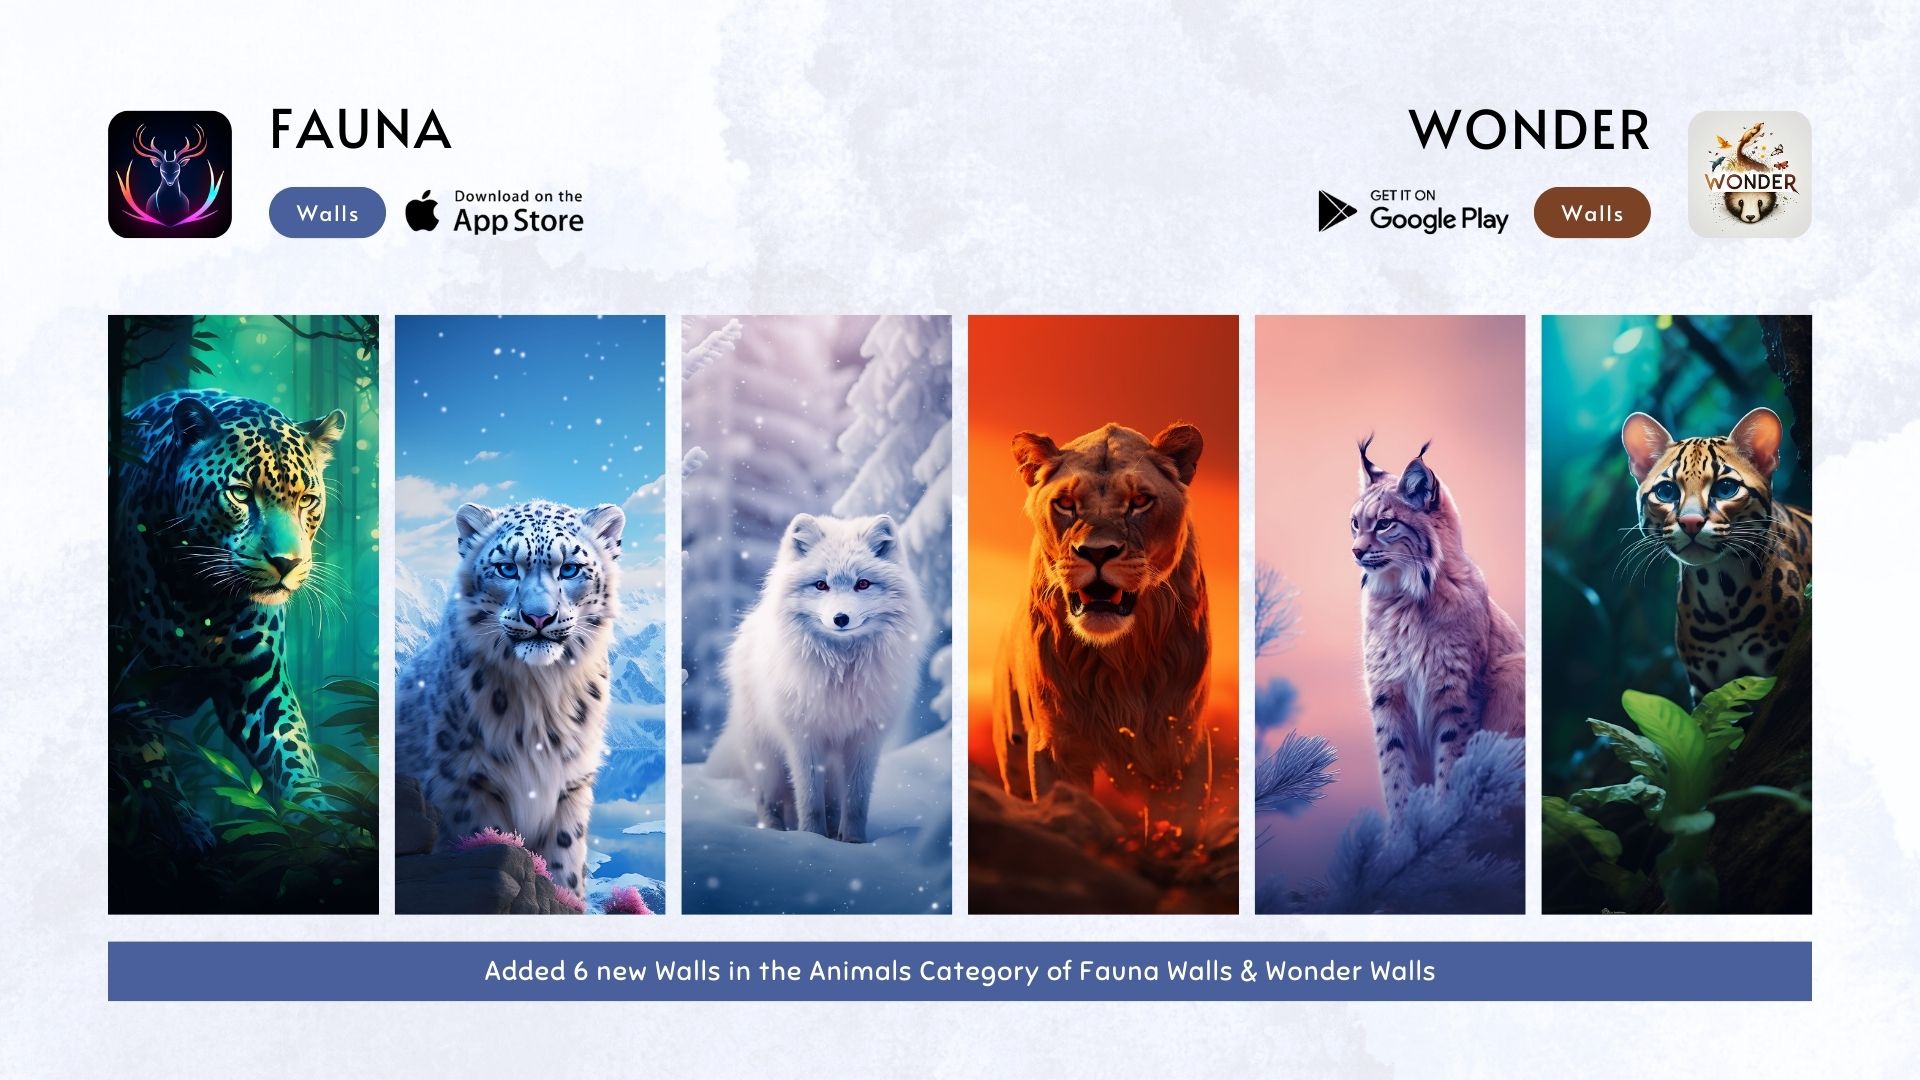 FAUNA
Walls
Download on the
App Store
WONDER
GET IT ON
Google Play
Walls
WONDER
Added 6 new Walls in the Animals Category of Fauna Walls & Wonder Walls